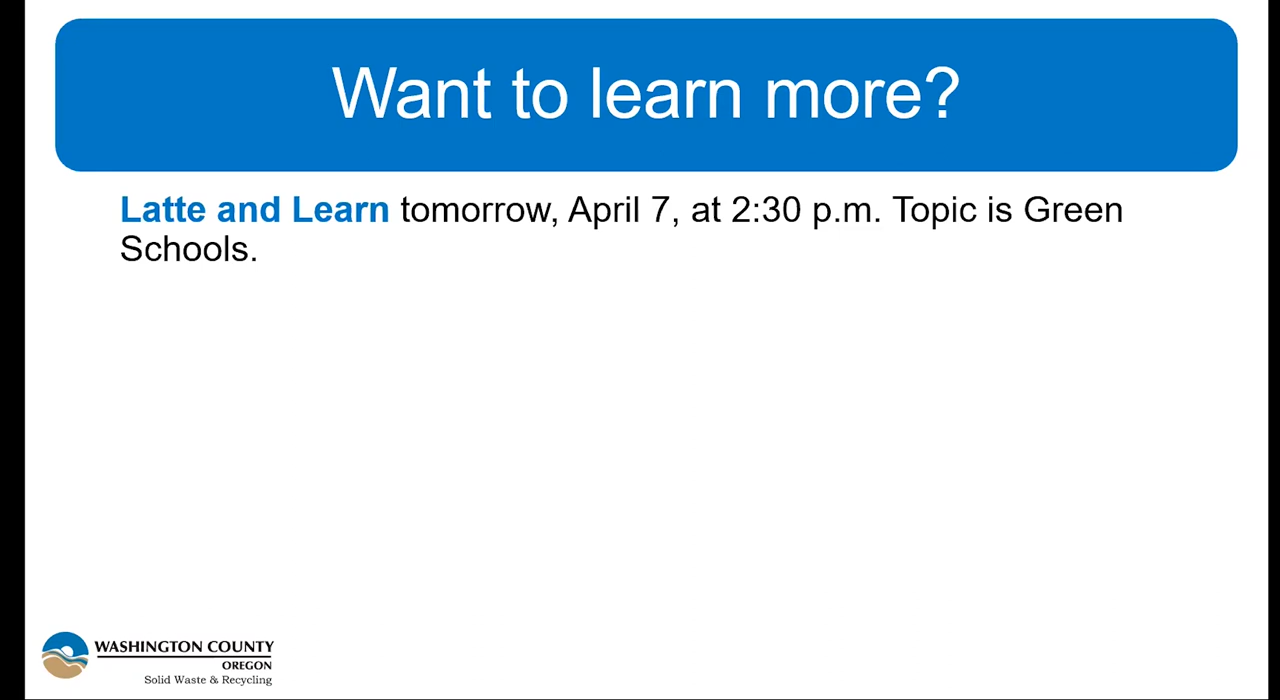 Want to learn more?
Latte and Learn tomorrow, April 7, at 2:30 p.m. Topic is Green
Schools.
WASHINGTON COUNTY
OREGON
Solid Waste & Recycling